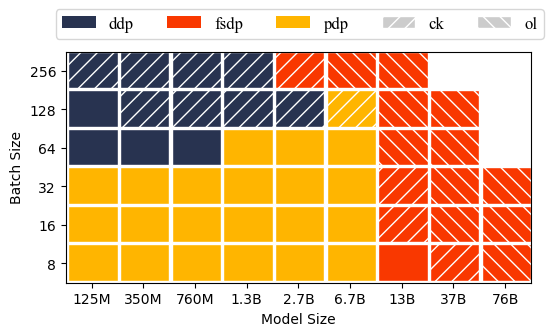 ddp fsdp pdp ck ol
Batch Size
256
128
64
32
16
8
125M 350M 760M 1.3B 2.7B 6.7B 13B 37B 76B
Model Size